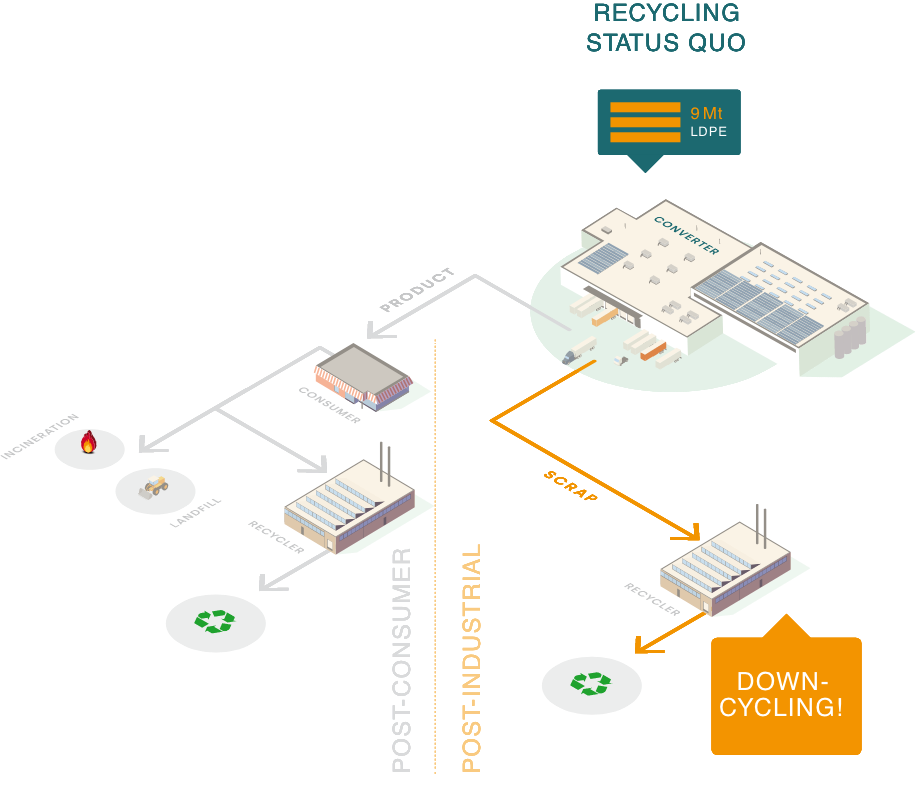 RECYCLING
STATUS QUO
9 Mt
LDPE
CONVERTER
PRODUCT
CONSUMER
INCINERATION
LANDFILL
RECYCLER
SCRAP
RECYCLER
POST-CONSUMER
POST-INDUSTRIAL
DOWN-
CYCLING!